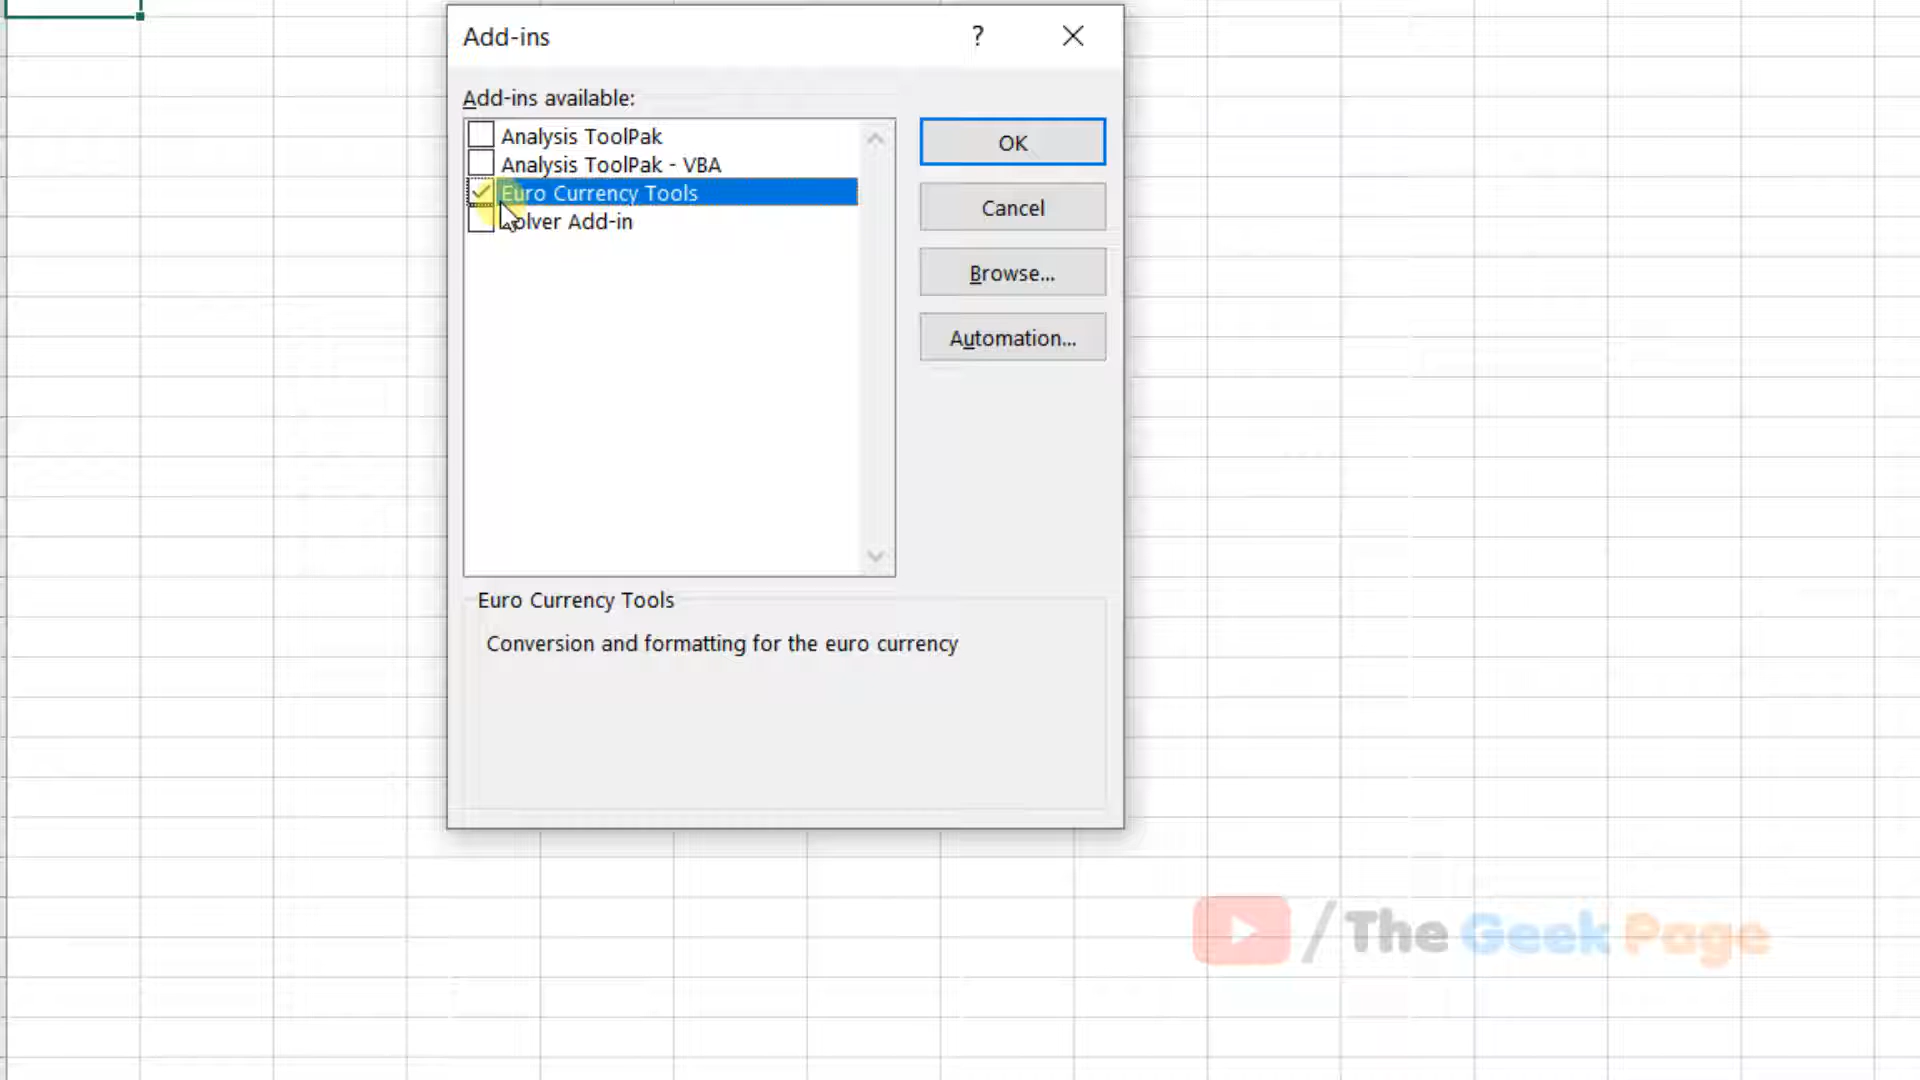 Add-ins
?
Add-ins available:
Analysis ToolPak
Analysis ToolPak - VBA
Euro Currency Tools
olver Add-in
OK
Cancel
Browse...
Automation...
Euro Currency Tools
Conversion and formatting for the euro currency
/The Geek Page